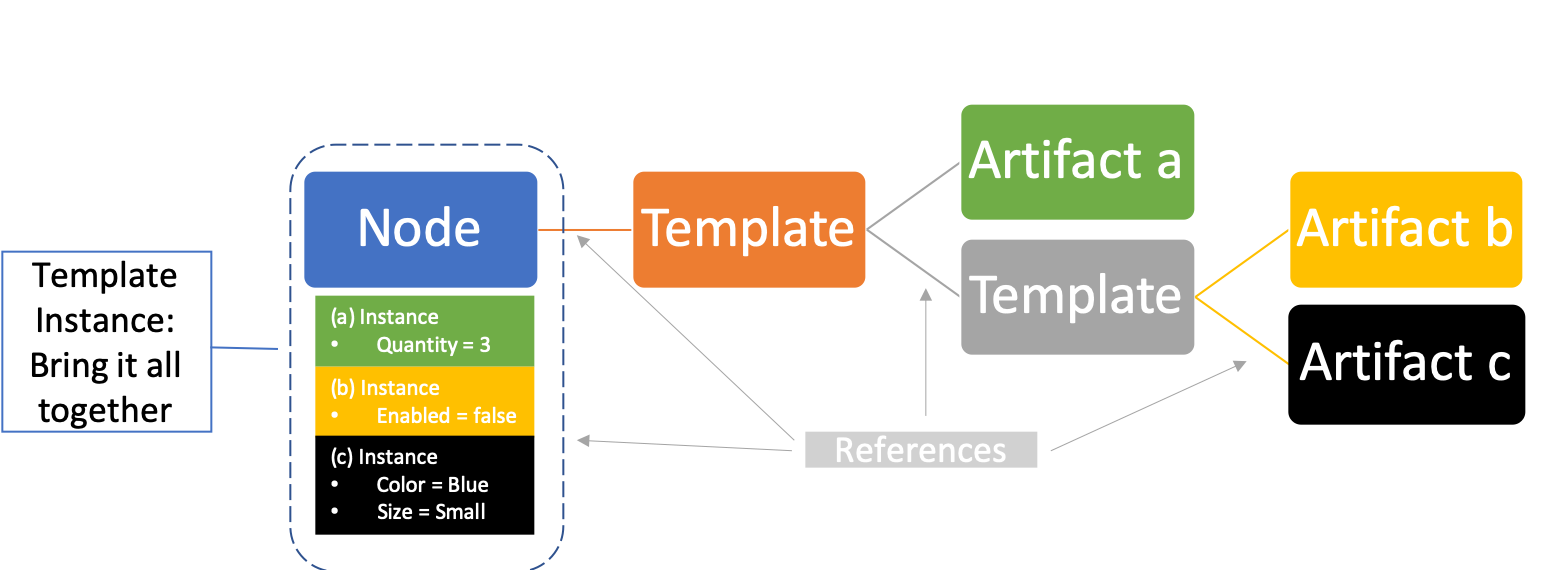 Template
Instance:
Bring it all
together
Node
(a) Instance
• Quantity = 3
(b) Instance
• Enabled = false
(c) Instance
• Color = Blue
• Size = Small
Template
Artifact a
Template
Artifact b
Artifact c
References